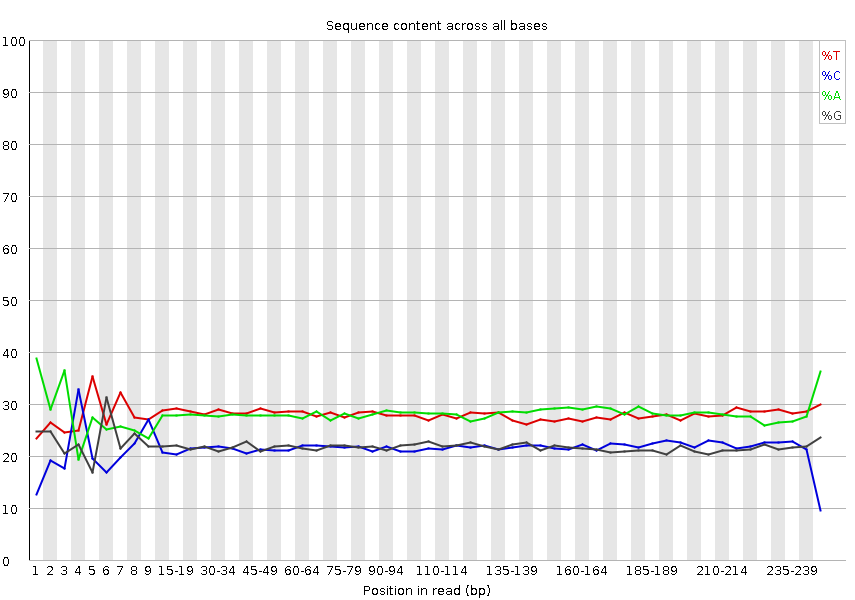 Sequence content across all bases
100
90
80
70
60
50
40
30
20
10
0
%T
%C
%A
%G
1 2 3 4 5 6 7 8 9 15-19 30-34 45-49 60-64 75-79 90-94 110-114 135-139 160-164 185-189 210-214 235-239
Position in read (bp)